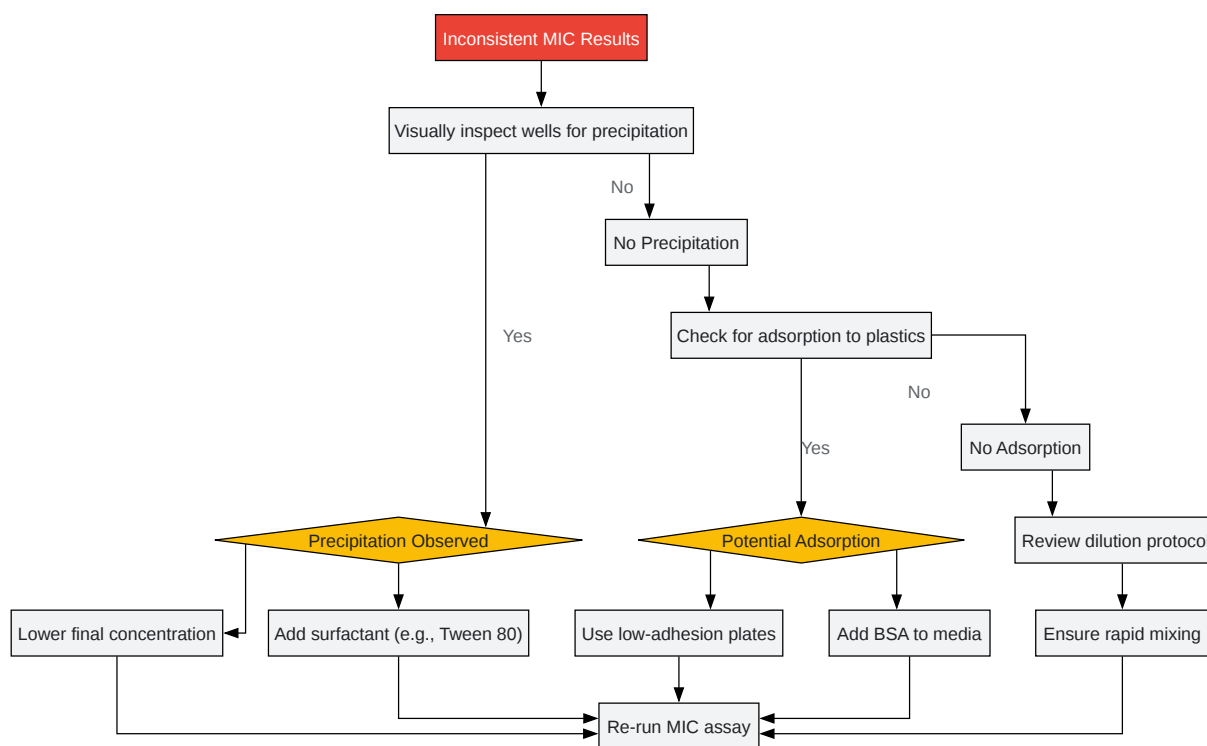 Inconsistent MIC Results
Visually inspect wells for precipitation
No
No Precipitation
Yes
Check for adsorption to plastics
No
Yes
No Adsorption
Precipitation Observed
Potential Adsorption
Review dilution protoco
Lower final concentration
Add surfactant (e.g., Tween 80)
Use low-adhesion plates
Add BSA to media
Ensure rapid mixing
Re-run MIC assay